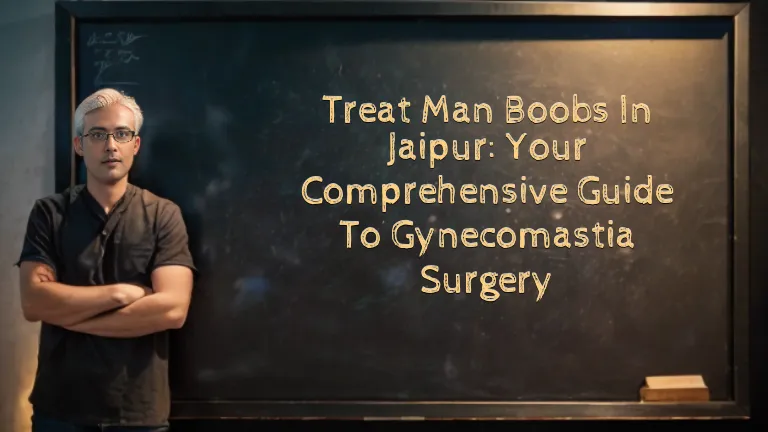 Treat Man Boobs In
Jaipur: Your
Comprehensive Guide
To Gynecomastia
Surgery